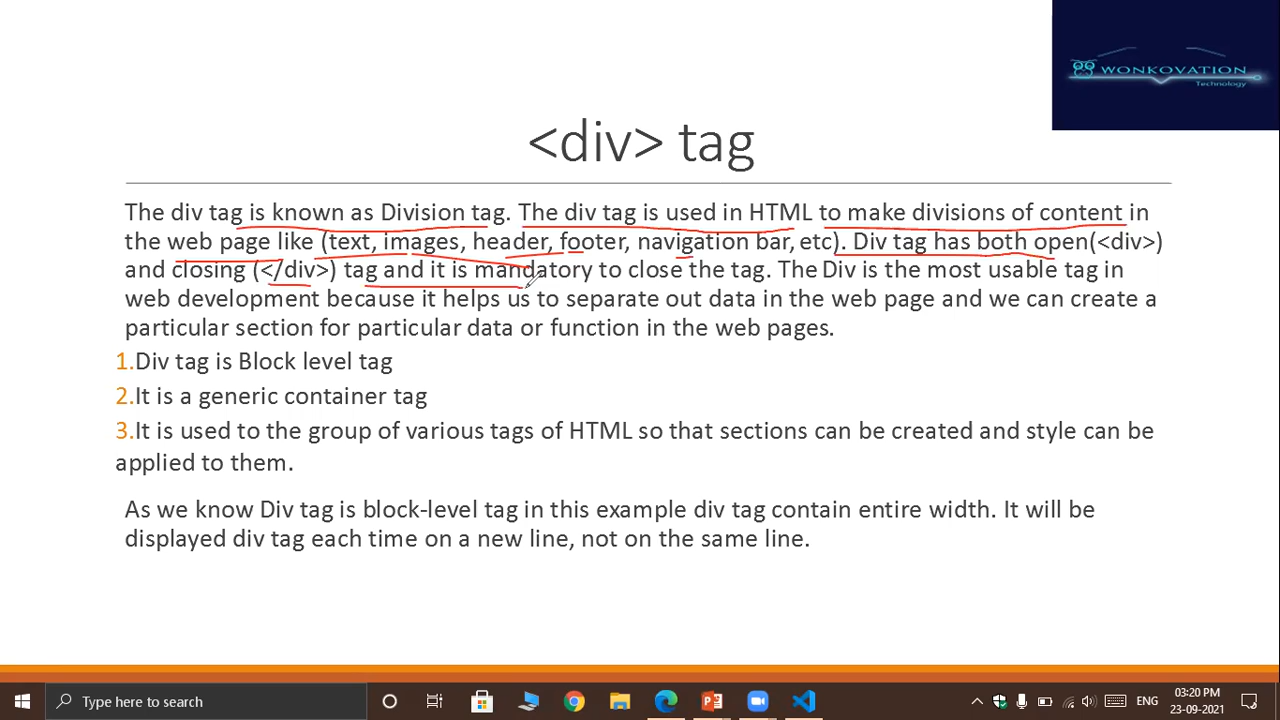 WONKOVATION
Technology
<div> tag
The div tag is known as Division tag. The div tag is used in HTML to make divisions of content in
the web page like (text, images, header, footer, navigation bar, etc). Div tag has both open(<div>)
and closing (</div>) tag and it is mandatory to close the tag. The Div is the most usable tag in
web development because it helps us to separate out data in the web page and we can create a
particular section for particular data or function in the web pages.
1.Div tag is Block level tag
2.It is a generic container tag
3.It is used to the group of various tags of HTML so that sections can be created and style can be
applied to them.
As we know Div tag is block-level tag in this example div tag contain entire width. It will be
displayed div tag each time on a new line, not on the same line.
Type here to search
ENG
03:20 PM
23-09-2021